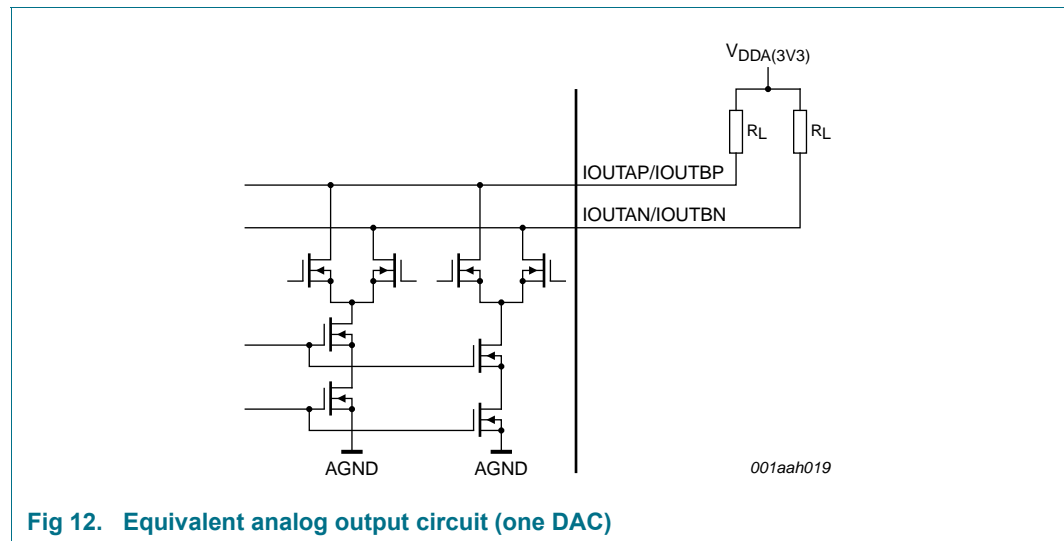 VDDA(3V3)
RL RL
IOUTAP/IOUTBP
IOUTAN/IOUTBN
AGND AGND
001aah019
Fig 12. Equivalent analog output circuit (one DAC)